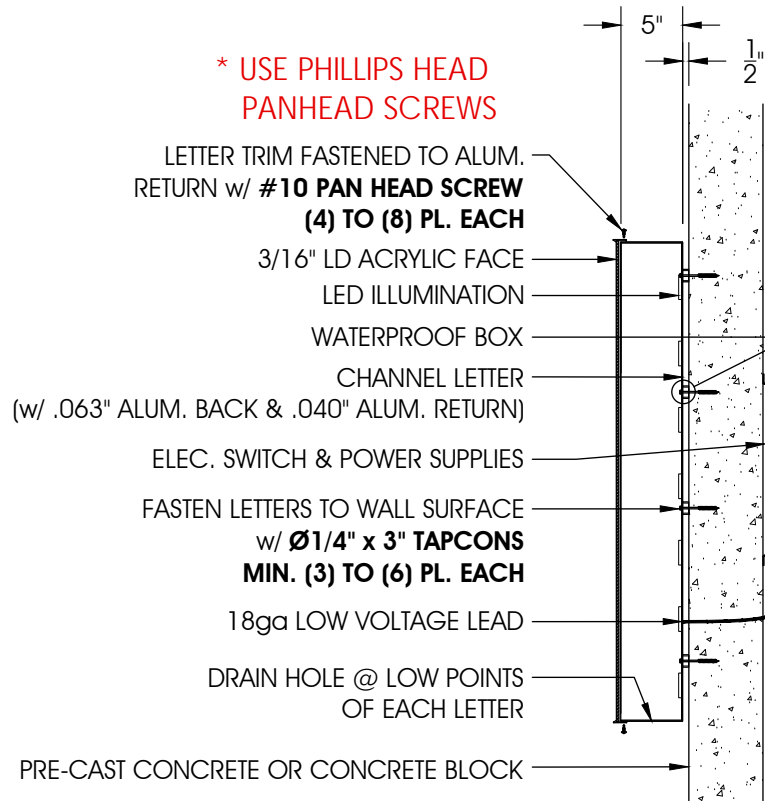 5"
1/2"
* USE PHILLIPS HEAD
PANHEAD SCREWS
LETTER TRIM FASTENED TO ALUM.
RETURN w/ #10 PAN HEAD SCREW
(4) TO (8) PL. EACH
3/16" LD ACRYLIC FACE
LED ILLUMINATION
WATERPROOF BOX
CHANNEL LETTER
(w/ .063" ALUM. BACK & .040" ALUM. RETURN)
ELEC. SWITCH & POWER SUPPLIES
FASTEN LETTERS TO WALL SURFACE
w/ Ø1/4" x 3" TAPCONS
MIN. (3) TO (6) PL. EACH
18ga LOW VOLTAGE LEAD
DRAIN HOLE @ LOW POINTS
OF EACH LETTER
PRE-CAST CONCRETE OR CONCRETE BLOCK